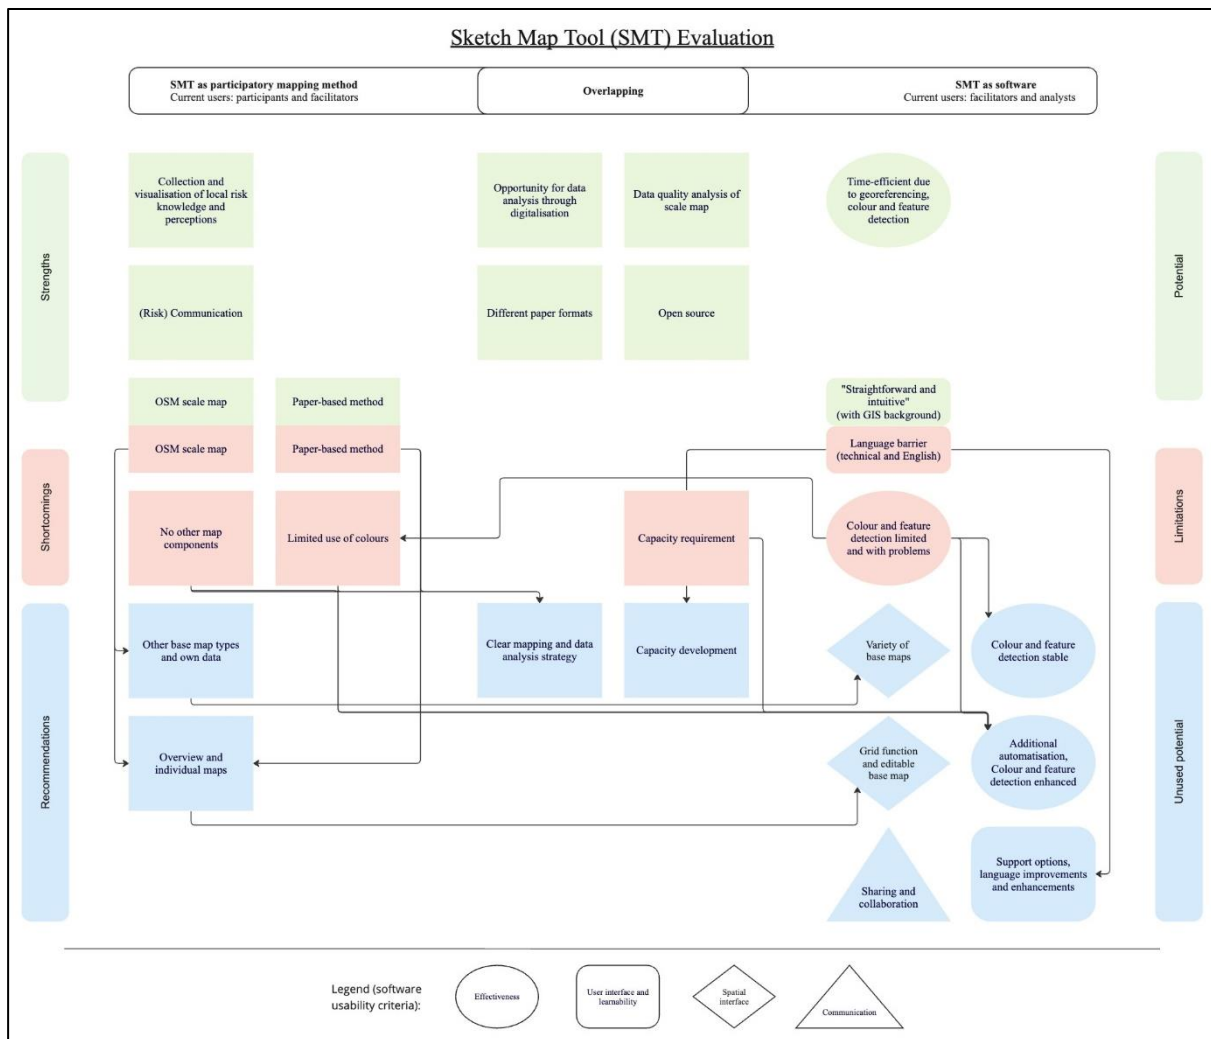 Sketch Map Tool (SMT) Evaluation
SMT as participatory mapping method
Current users: participants and facilitators
Overlapping
SMT as software
Current users: facilitators and analysts
Strengths
Collection and
visualisation of local risk
knowledge and
perceptions
Opportunity for data
analysis through
digitalisation
Data quality analysis of
scale map
Time-efficient due
to georeferencing,
colour and feature
detection
Potential
(Risk) Communication
Different paper formats
Open source
OSM scale map
Paper-based method
"Straightforward and
intuitive"
(with GIS background)
Shortcomings
OSM scale map
Paper-based method
Language barrier
(technical and English)
Limitations
No other map
components
Limited use of colours
Capacity requirement
Colour and feature
detection limited
and with problems
Recommendations
Other base map types
and own data
Clear mapping and data
analysis strategy
Capacity development
Variety of
base maps
Colour and feature
detection stable
Unused potential
Overview and
individual maps
Grid function
and editable
base map
Additional
automatisation,
Colour and feature
detection enhanced
Sharing and
collaboration
Support options,
language improvements
and enhancements
Legend (software
usability criteria):
Effectiveness
User interface and
learnability
Spatial
interface
Communication